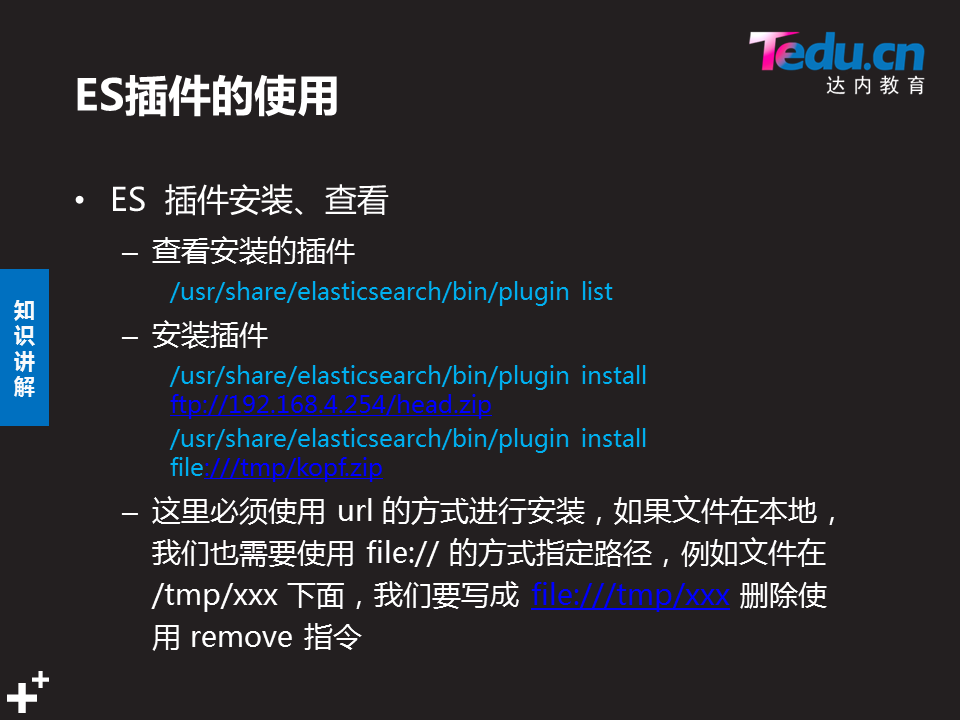 Tedu.cn
达内教育
ES插件的使用
• ES 插件安装、查看
– 查看安装的插件
/usr/share/elasticsearch/bin/plugin list
– 安装插件
/usr/share/elasticsearch/bin/plugin install
ftp://192.168.4.254/head.zip
/usr/share/elasticsearch/bin/plugin install
file:///tmp/kopf.zip
– 这里必须使用 url 的方式进行安装，如果文件在本地，
我们也需要使用 file:// 的方式指定路径，例如文件在
/tmp/xxx 下面，我们要写成 file:///tmp/xxx 删除使
用 remove 指令
知
识
讲
解